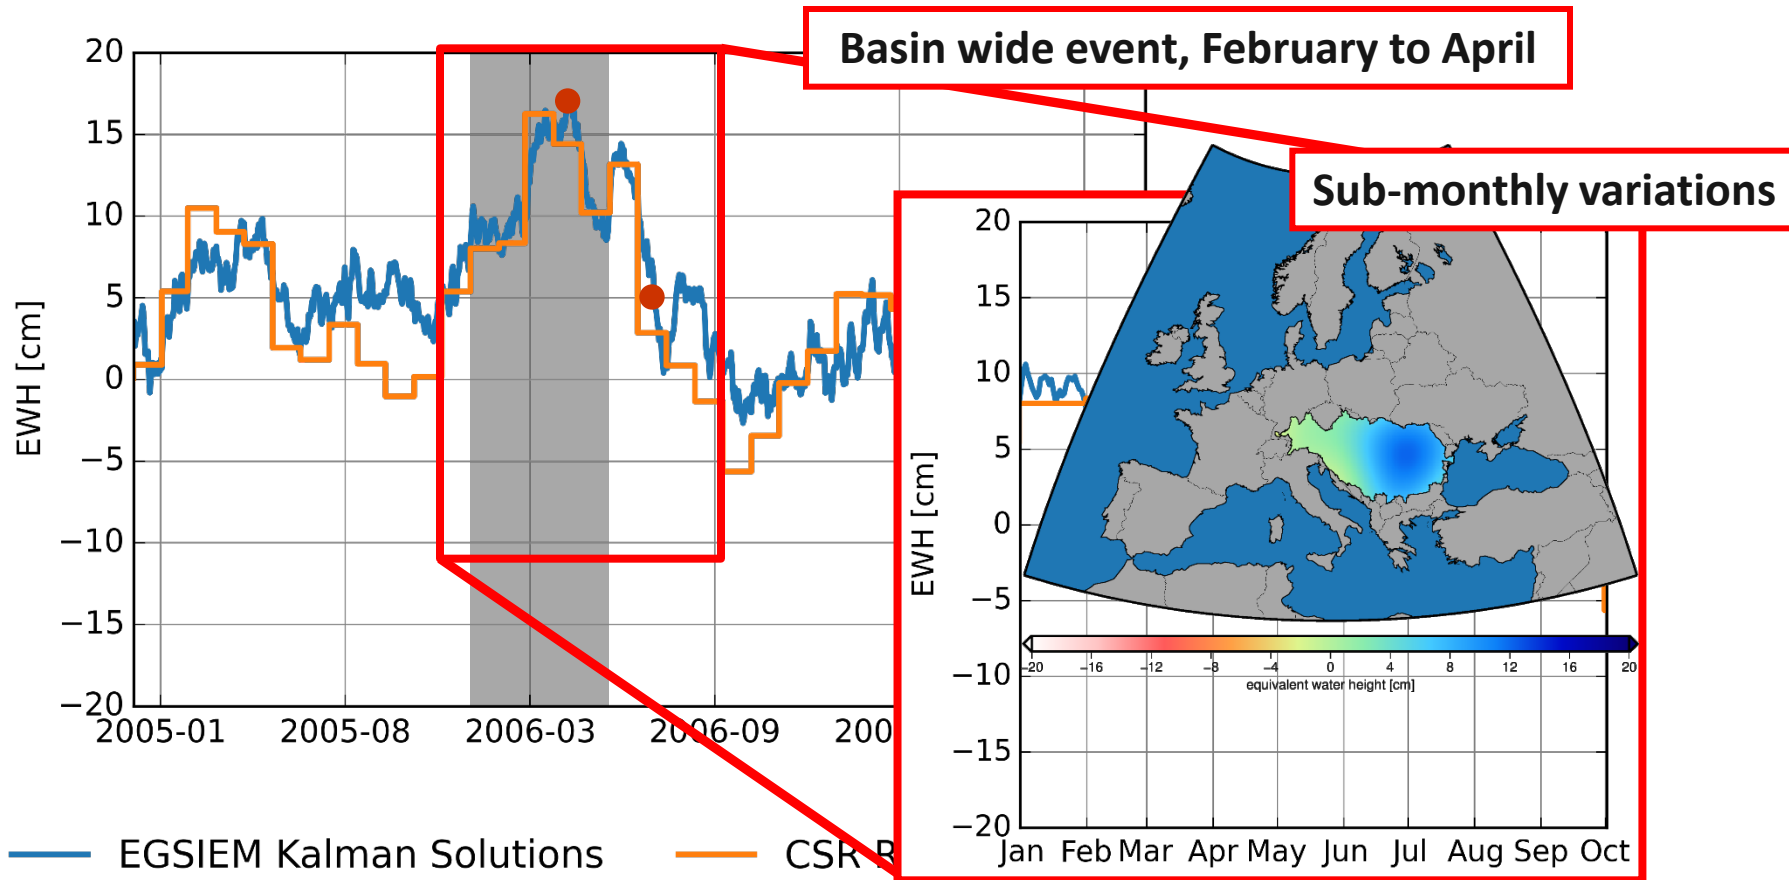 Basin wide event, February to April
Sub-monthly variations
EWH [cm]
20
15
10
5
0
−5
−10
−15
−20
2005-01 2005-08 2006-03 2006-09 200
EWH [cm]
20
15
10
5
0
−5
−10
−15
−20
Jan Feb Mar Apr May Jun Jul Aug Sep Oct
−20 −16 −12 −8 −4 0 4 8 12 16 20
equivalent water height [cm]
EGSIEM Kalman Solutions CSR R